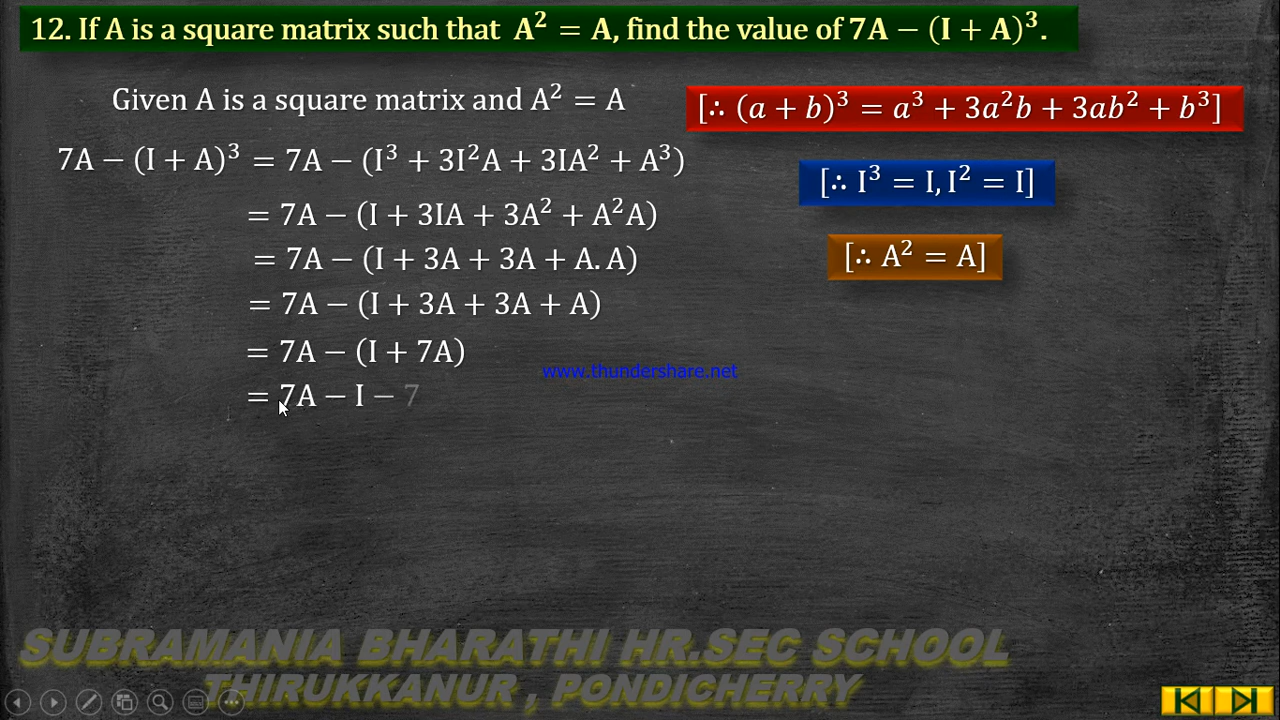 12. If A is a square matrix such that A² = A, find the value of 7A − (I + A)³.
Given A is a square matrix and A² = A
[∴ (a + b)³ = a³ + 3a²b + 3ab² + b³]
7A − (I + A)³ = 7A − (I³ + 3I²A + 3IA² + A³)
[∴ I³ = I, I² = I]
= 7A − (I + 3IA + 3A² + A²A)
= 7A − (I + 3A + 3A + A. A)
[∴ A² = A]
= 7A − (I + 3A + 3A + A)
= 7A − (I + 7A)
www.thundershare.net
= 7A − I − 7
SUBRAMANIA BHARATHI HR.SEC SCHOOL
THIRUKKANUR , PONDICHERRY